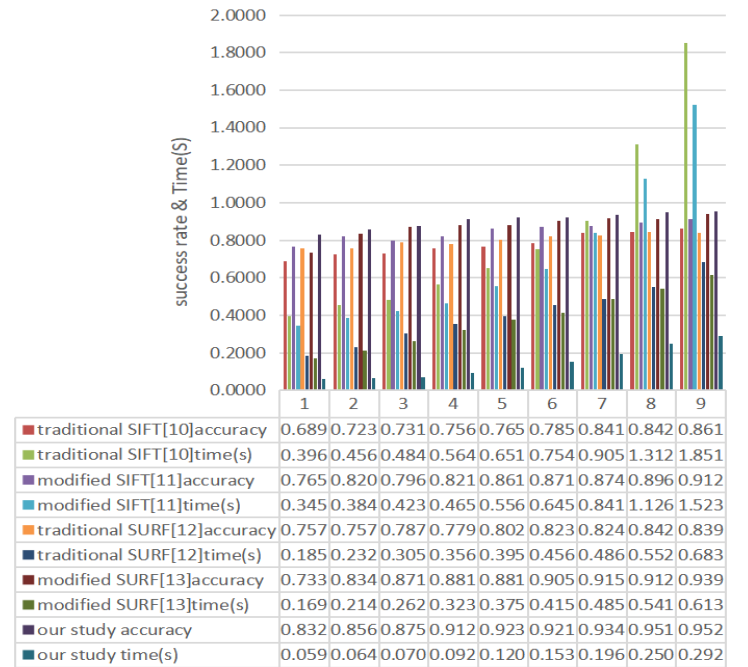 2.0000
1.8000
1.6000
1.4000
1.2000
1.0000
0.8000
0.6000
0.4000
0.2000
0.0000
success rate & Time(S)
1 2 3 4 5 6 7 8 9
traditional SIFT[10]accuracy 0.689 0.723 0.731 0.756 0.765 0.785 0.841 0.842 0.861
traditional SIFT[10]time(s) 0.396 0.456 0.484 0.564 0.651 0.754 0.905 1.312 1.851
modified SIFT[11]accuracy 0.765 0.820 0.796 0.821 0.861 0.871 0.874 0.896 0.912
modified SIFT[11]time(s) 0.345 0.384 0.423 0.465 0.556 0.645 0.841 1.126 1.523
traditional SURF[12]accuracy 0.757 0.757 0.787 0.779 0.802 0.823 0.824 0.842 0.839
traditional SURF[12]time(s) 0.185 0.232 0.305 0.356 0.395 0.456 0.486 0.552 0.683
modified SURF[13]accuracy 0.733 0.834 0.871 0.881 0.881 0.905 0.915 0.912 0.939
modified SURF[13]time(s) 0.169 0.214 0.262 0.323 0.375 0.415 0.485 0.541 0.613
our study accuracy 0.832 0.856 0.875 0.912 0.923 0.921 0.934 0.951 0.952
our study time(s) 0.059 0.064 0.070 0.092 0.120 0.153 0.196 0.250 0.292